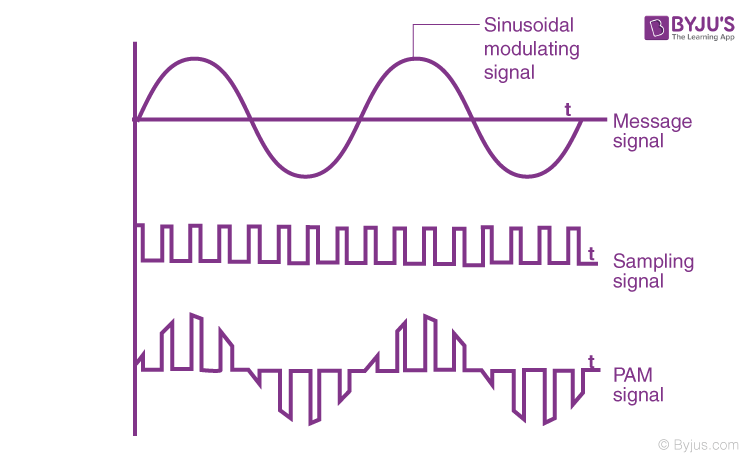 Sinusoidal
modulating
signal
BYJU'S
The Learning App
t
Message
signal
t
Sampling
signal
t
PAM
signal
© Byjus.com